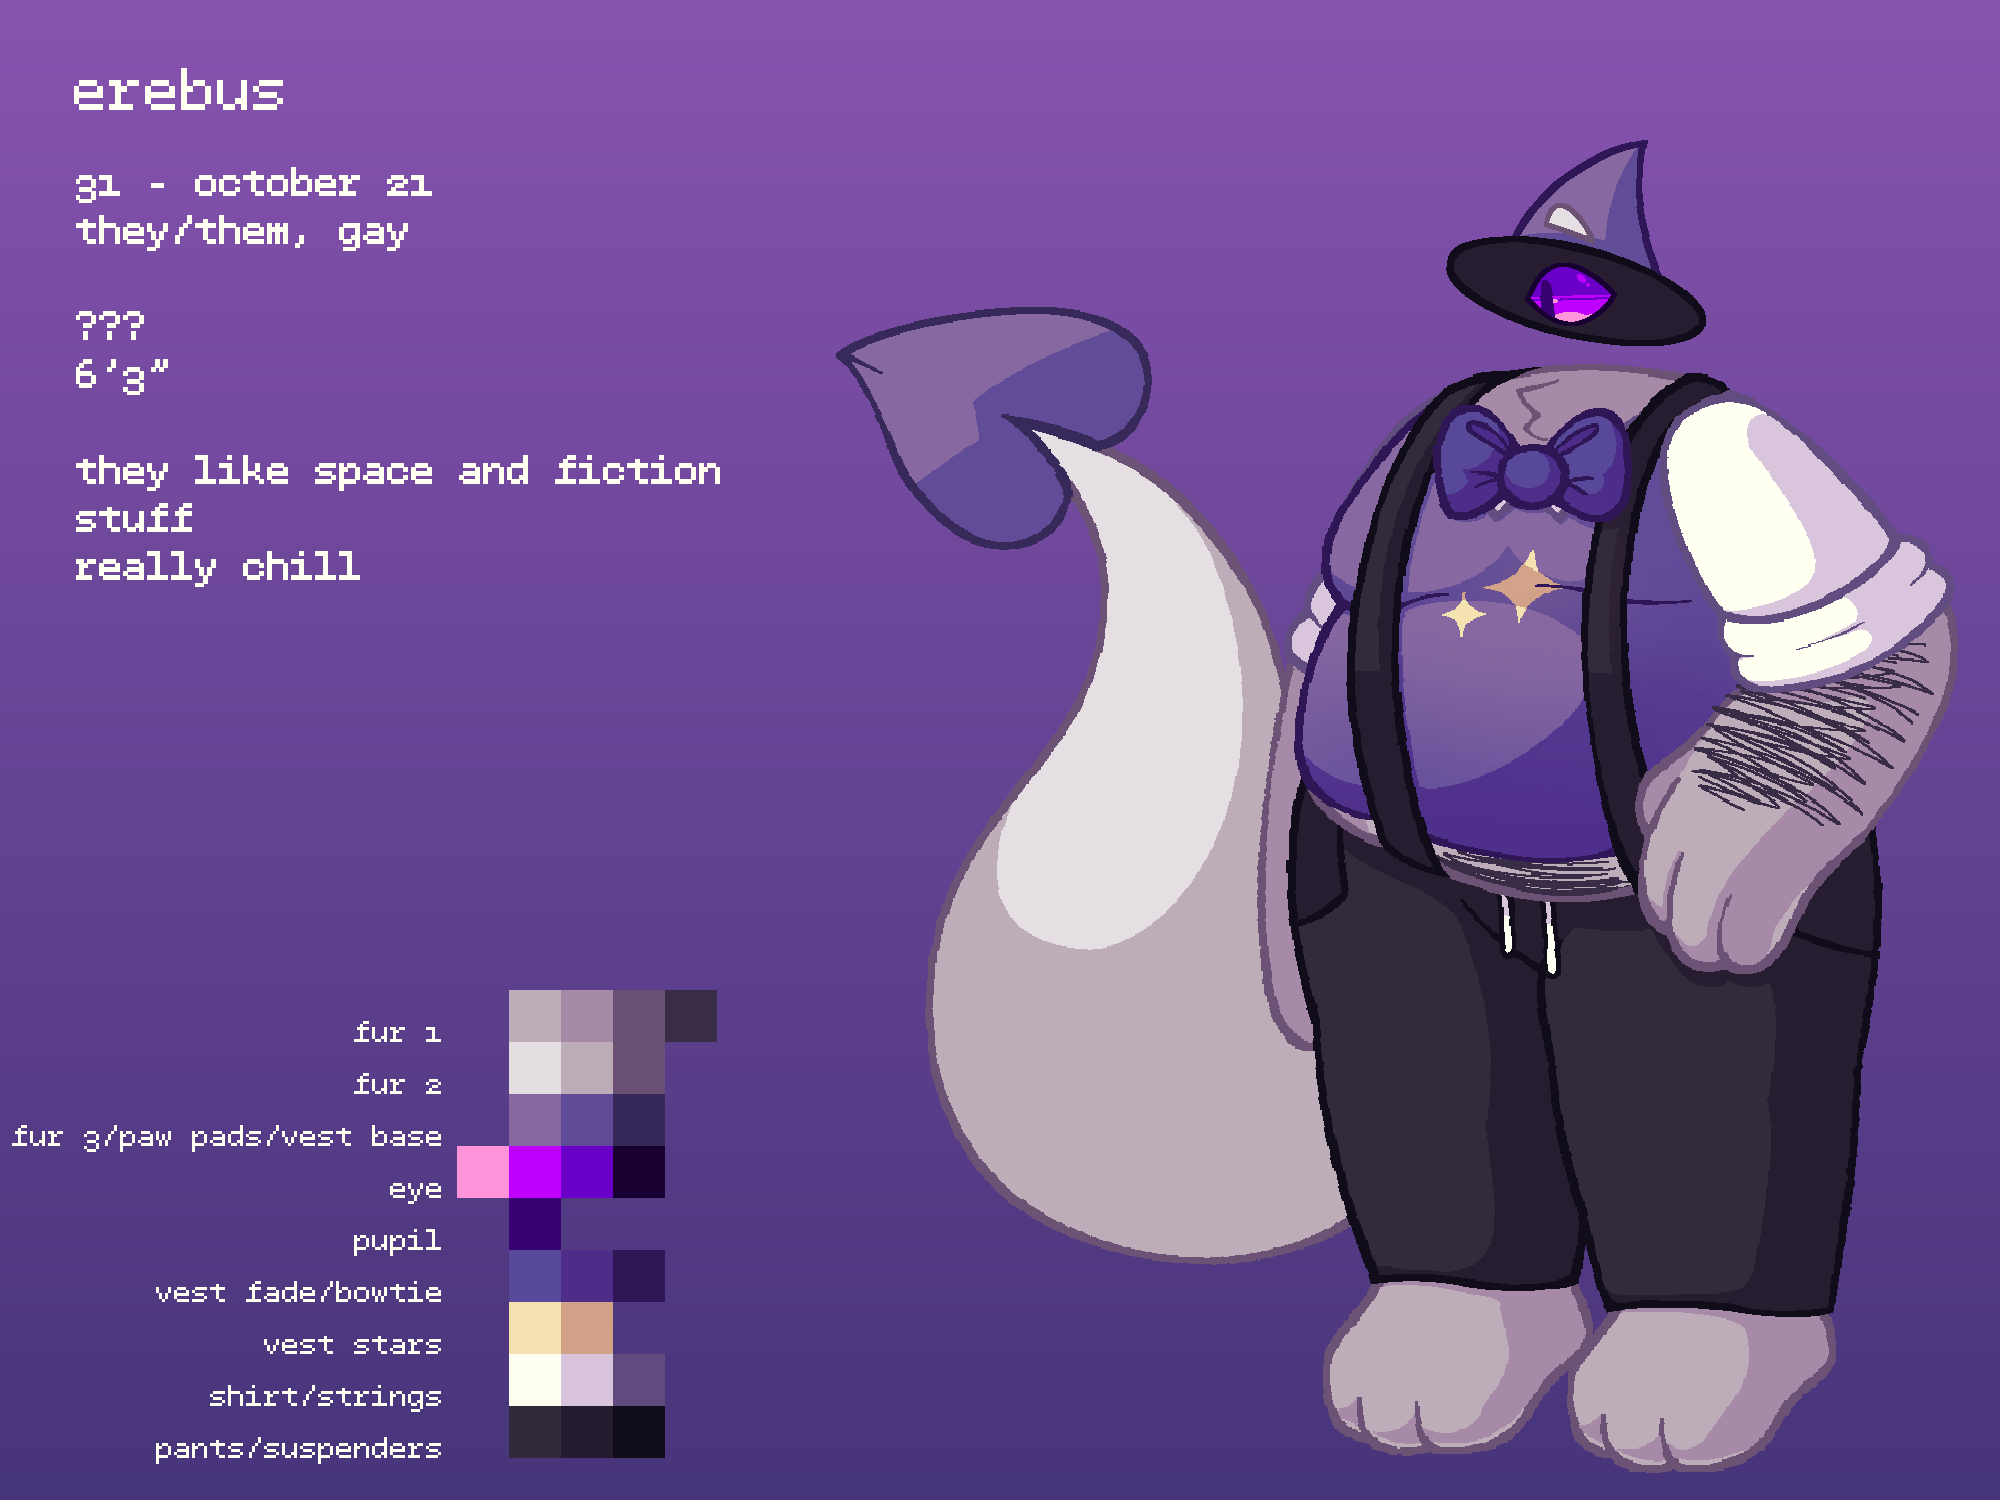 erebus
31 - october 21
they/them, gay
???
6'3"
they like space and fiction
stuff
really chill
fur 1
fur 2
fur 3/paw pads/vest base
eye
pupil
vest fade/bowtie
vest stars
shirt/strings
pants/suspenders